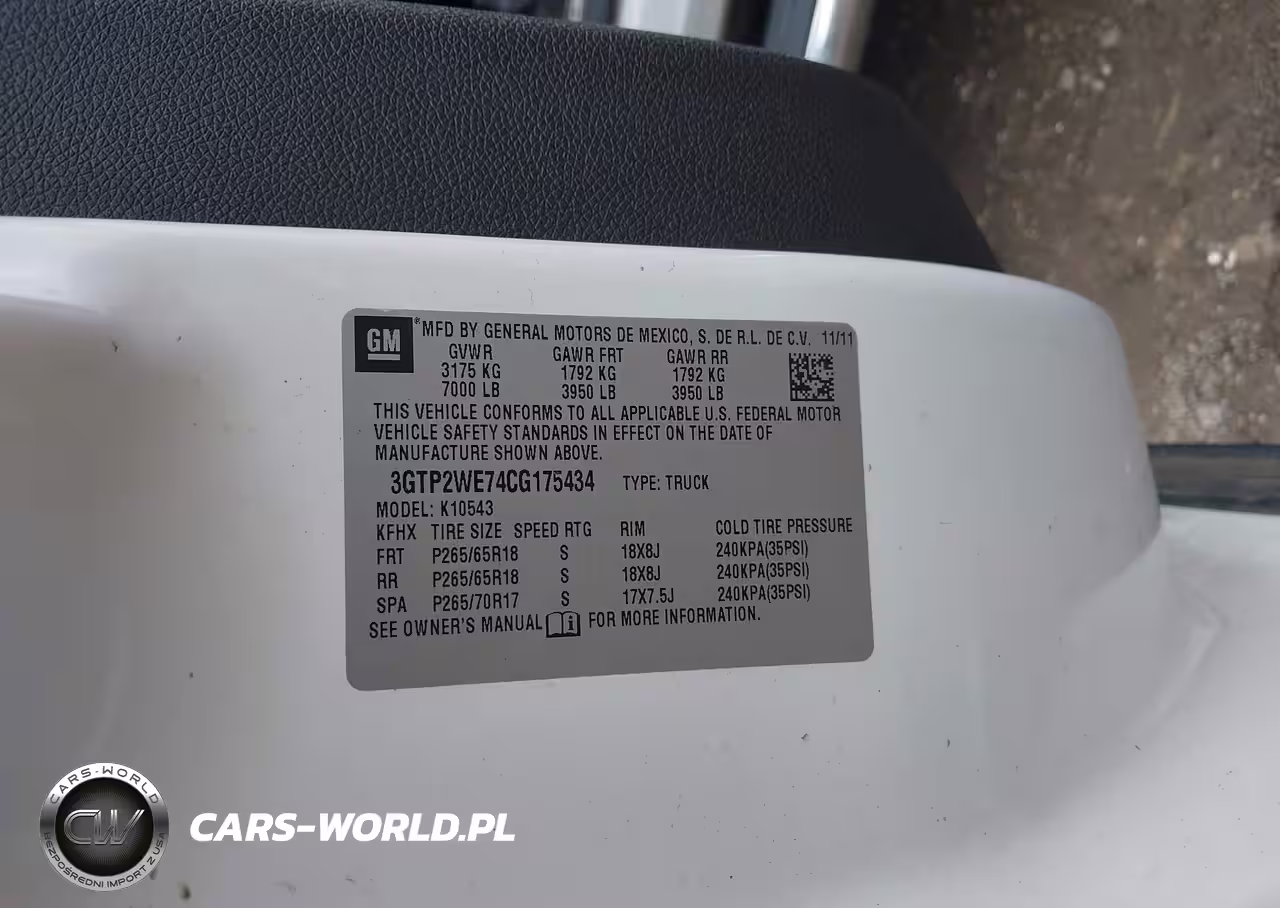 GM
® MFD BY GENERAL MOTORS DE MEXICO, S. DE R.L. DE C.V. 11/11
GVWR GAWR FRT GAWR RR
3175 KG 1792 KG 1792 KG
7000 LB 3950 LB 3950 LB
THIS VEHICLE CONFORMS TO ALL APPLICABLE U.S. FEDERAL MOTOR
VEHICLE SAFETY STANDARDS IN EFFECT ON THE DATE OF
MANUFACTURE SHOWN ABOVE.
3GTP2WE74CG175434 TYPE: TRUCK
MODEL: K10543
KFHX TIRE SIZE SPEED RTG RIM COLD TIRE PRESSURE
FRT P265/65R18 S 18X8J 240KPA(35PSI)
RR P265/65R18 S 18X8J 240KPA(35PSI)
SPA P265/70R17 S 17X7.5J 240KPA(35PSI)
SEE OWNER'S MANUAL i FOR MORE INFORMATION.
CARS-WORLD
CW
BEZPOŚREDNI IMPORT Z USA
CARS-WORLD.PL